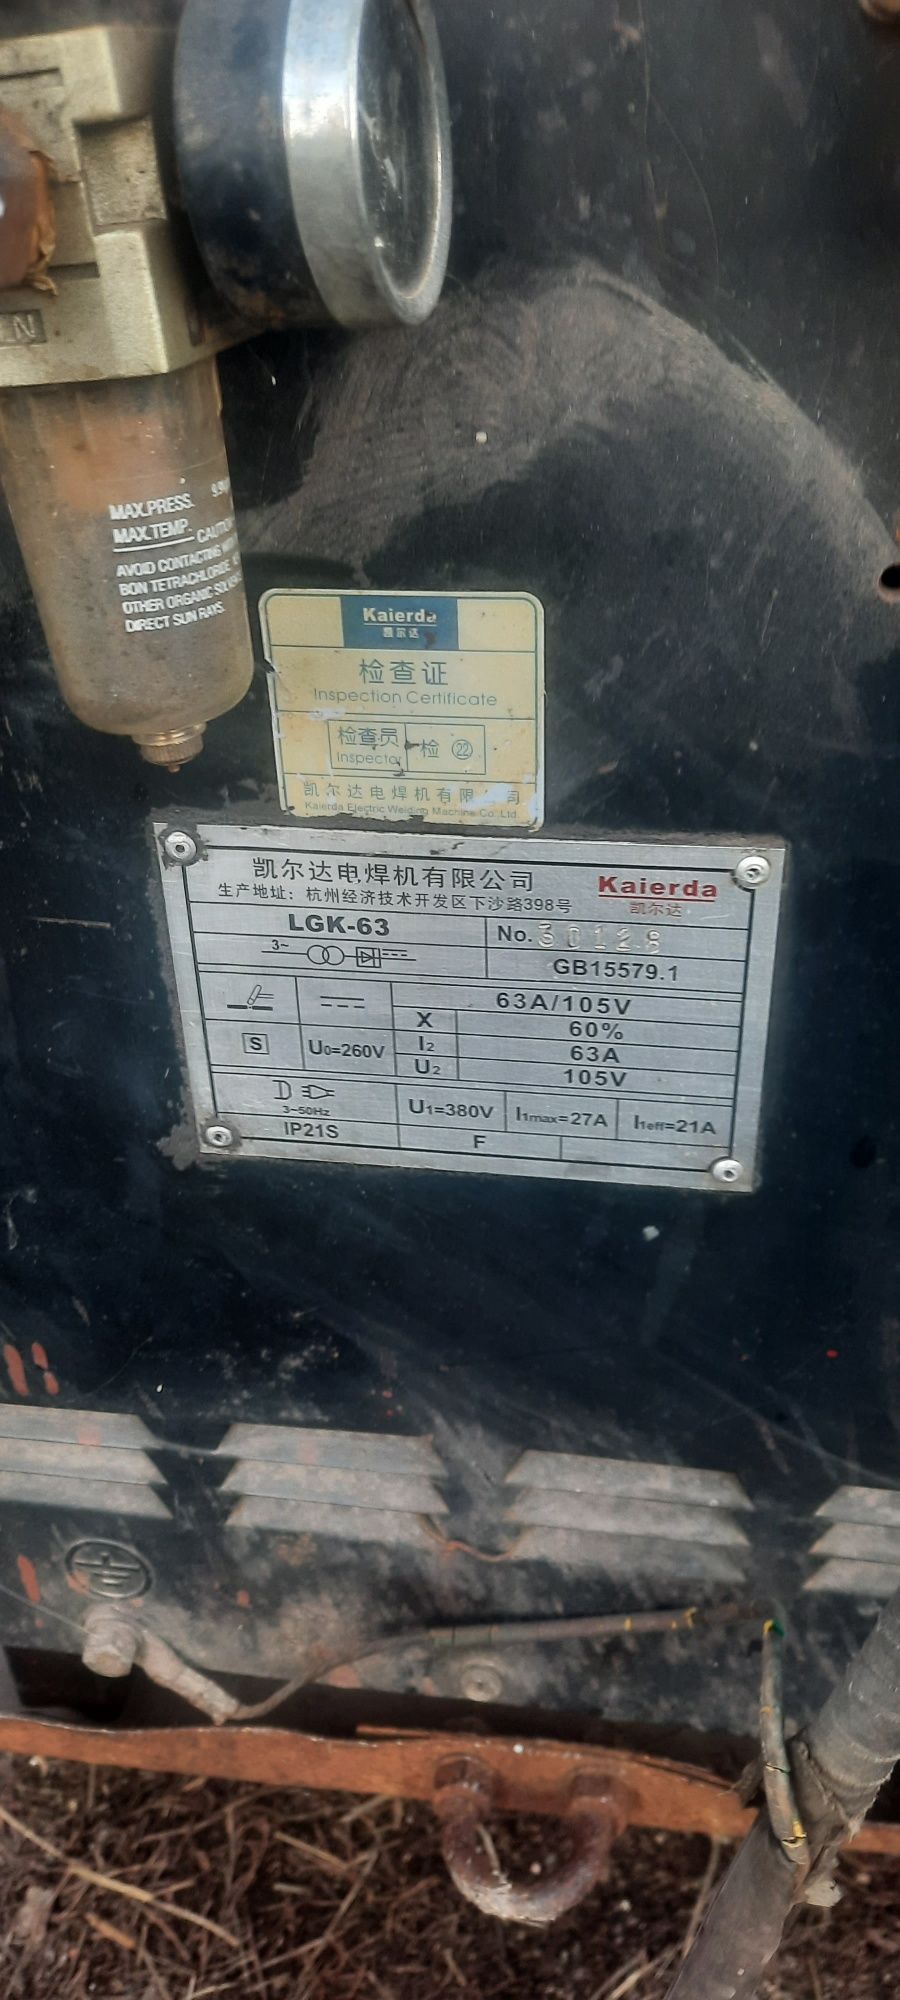 IN
MAX.PRESS. 9.9
MAX.TEMP.
CAUTION
AVOID CONTACTING WITH
BON TETRACHLORIDE,
OTHER ORGANIC
DIRECT SUN RAYS.
Kaierda
凯尔达
检查证
Inspection Certificate
检查员 检 ㉒
Inspector
凯尔达电焊机有限 司
Kaierda Electric Welding Machine Co.,Ltd
凯尔达电焊机有限公司
生产地址：杭州经济技术开发区下沙路398号
Kaierda
凯尔达
LGK-63
No. 30128
3~
GB15579.1
63A/105V
X 60%
S U₀=260V I₂ 63A
U₂ 105V
3~50Hz U₁=380V I₁max=27A I₁eff=21A
IP21S F